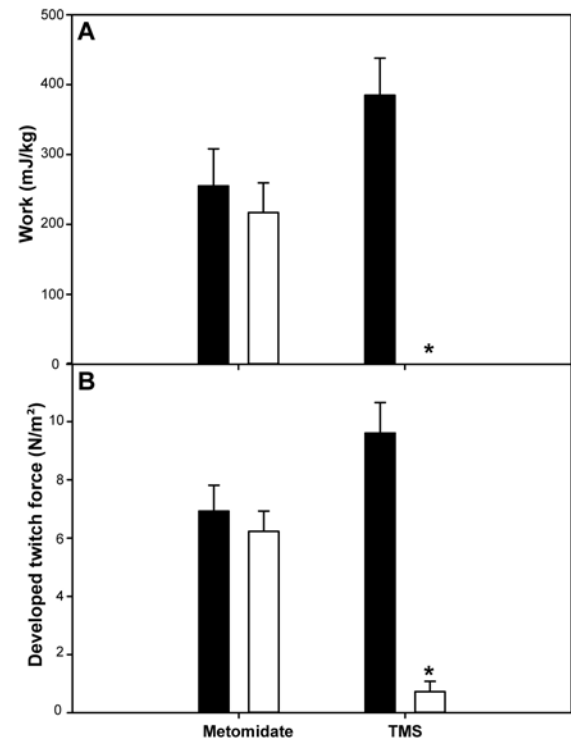 A
Work (mJ/kg)
500
400
300
200
100
0
*
B
Developed twitch force (N/m²)
10
8
6
4
2
0
*
Metomidate TMS